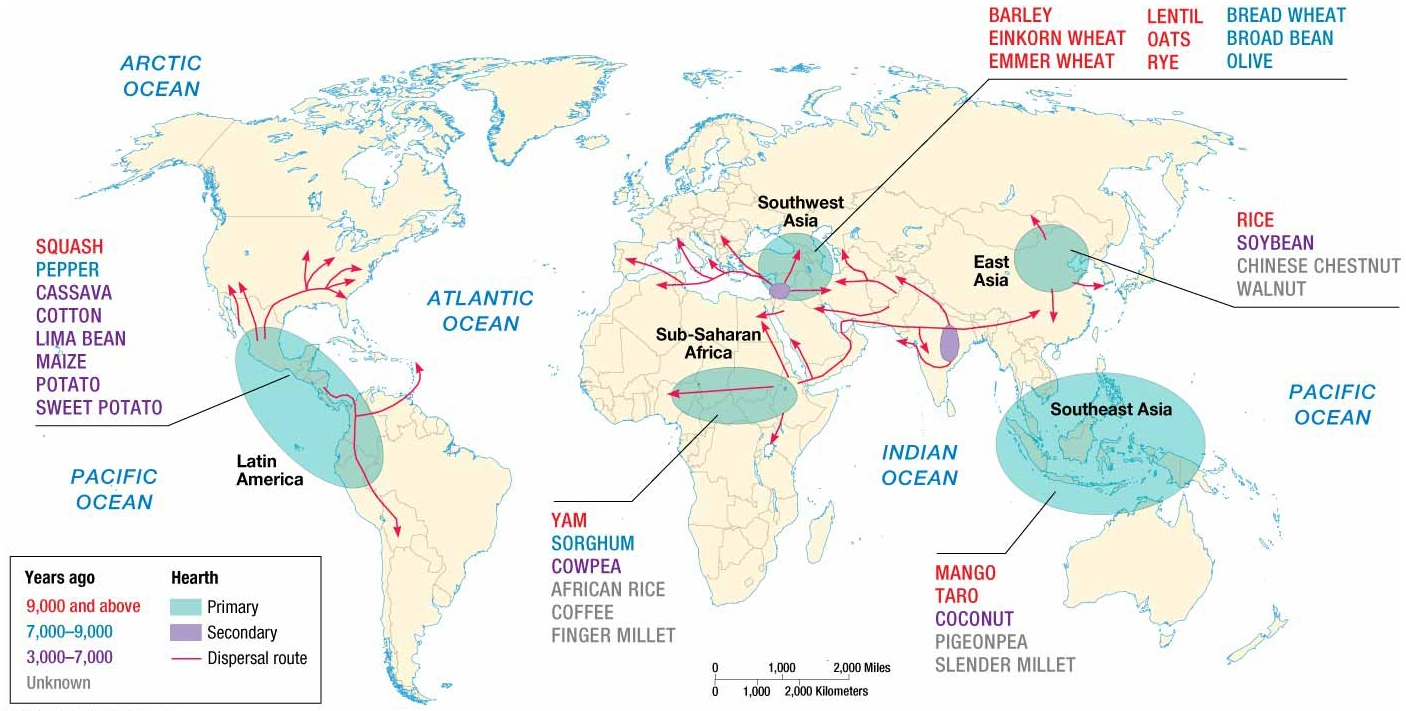 BARLEY
EINKORN WHEAT
EMMER WHEAT
LENTIL
OATS
RYE
BREAD WHEAT
BROAD BEAN
OLIVE
ARCTIC
OCEAN
Southwest
Asia
SQUASH
PEPPER
CASSAVA
COTTON
LIMA BEAN
MAIZE
POTATO
SWEET POTATO
ATLANTIC
OCEAN
East
Asia
RICE
SOYBEAN
CHINESE CHESTNUT
WALNUT
Sub-Saharan
Africa
Southeast Asia
PACIFIC
OCEAN
Latin
America
PACIFIC
OCEAN
INDIAN
OCEAN
YAM
SORGHUM
COWPEA
AFRICAN RICE
COFFEE
FINGER MILLET
MANGO
TARO
COCONUT
PIGEONPEA
SLENDER MILLET
Years ago
9,000 and above
7,000–9,000
3,000–7,000
Unknown
Hearth
Primary
Secondary
Dispersal route
0 1,000 2,000 Miles
0 1,000 2,000 Kilometers